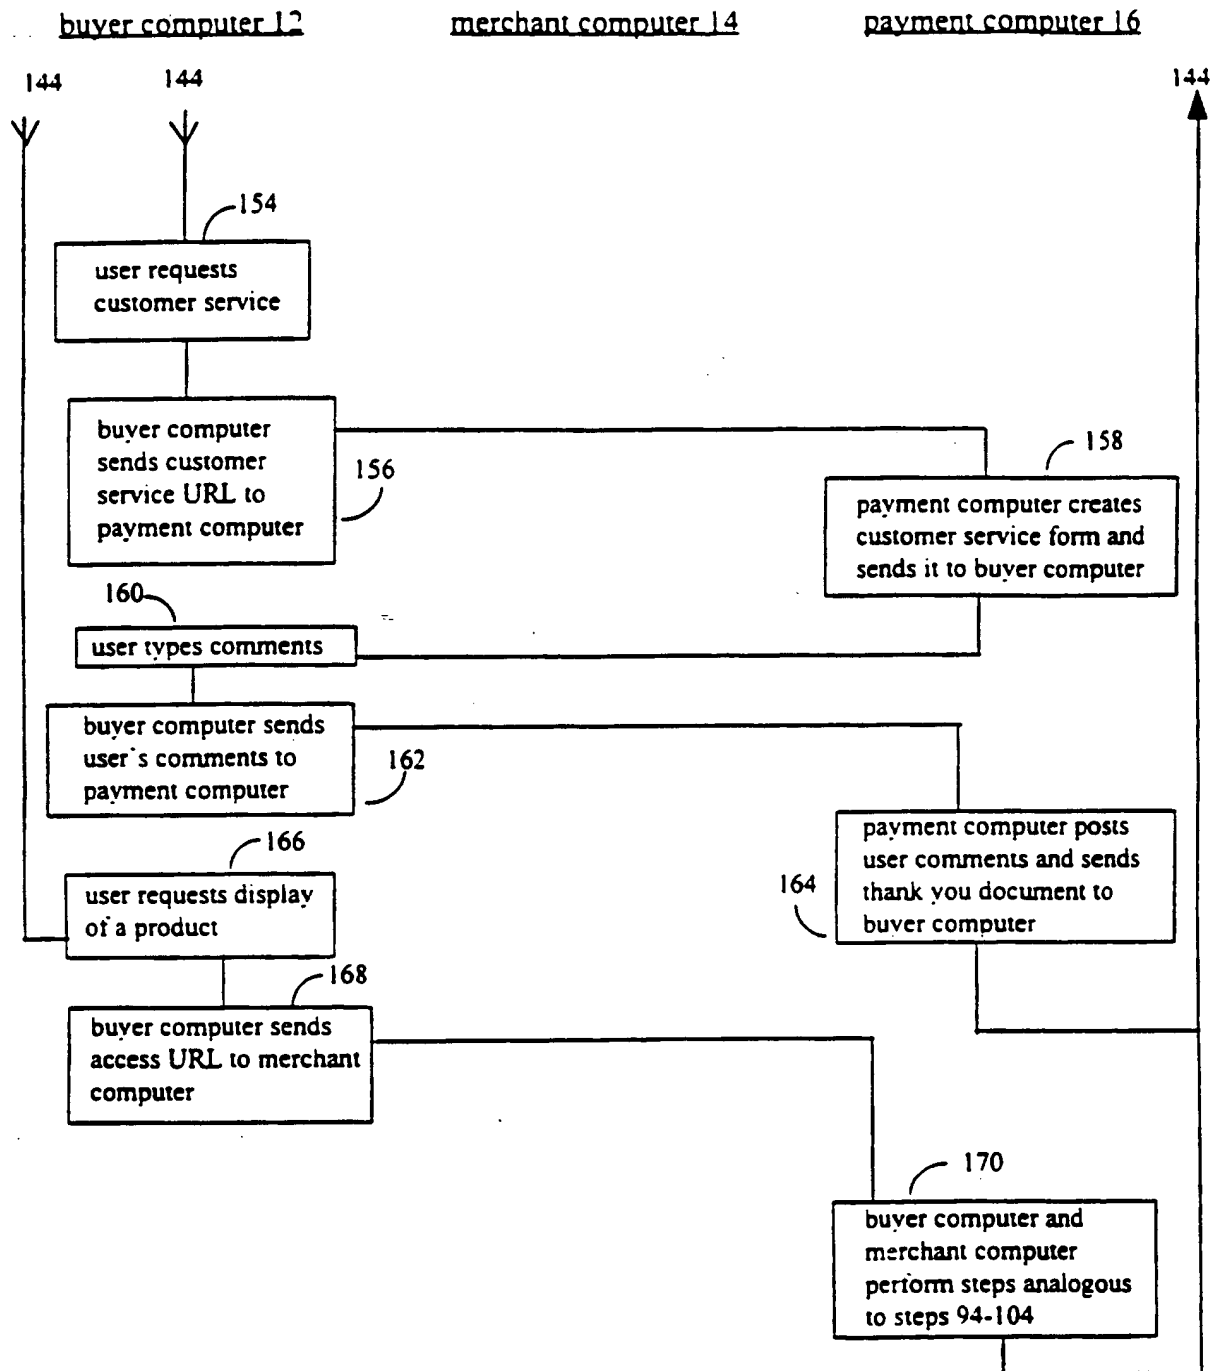 buyer computer 12
merchant computer 14
payment computer 16
144
144
144
154
user requests
customer service
buyer computer
sends customer
service URL to
payment computer
156
158
payment computer creates
customer service form and
sends it to buyer computer
160
user types comments
buyer computer sends
user's comments to
payment computer
162
payment computer posts
user comments and sends
thank you document to
buyer computer
164
166
user requests display
of a product
168
buyer computer sends
access URL to merchant
computer
170
buyer computer and
merchant computer
perform steps analogous
to steps 94-104